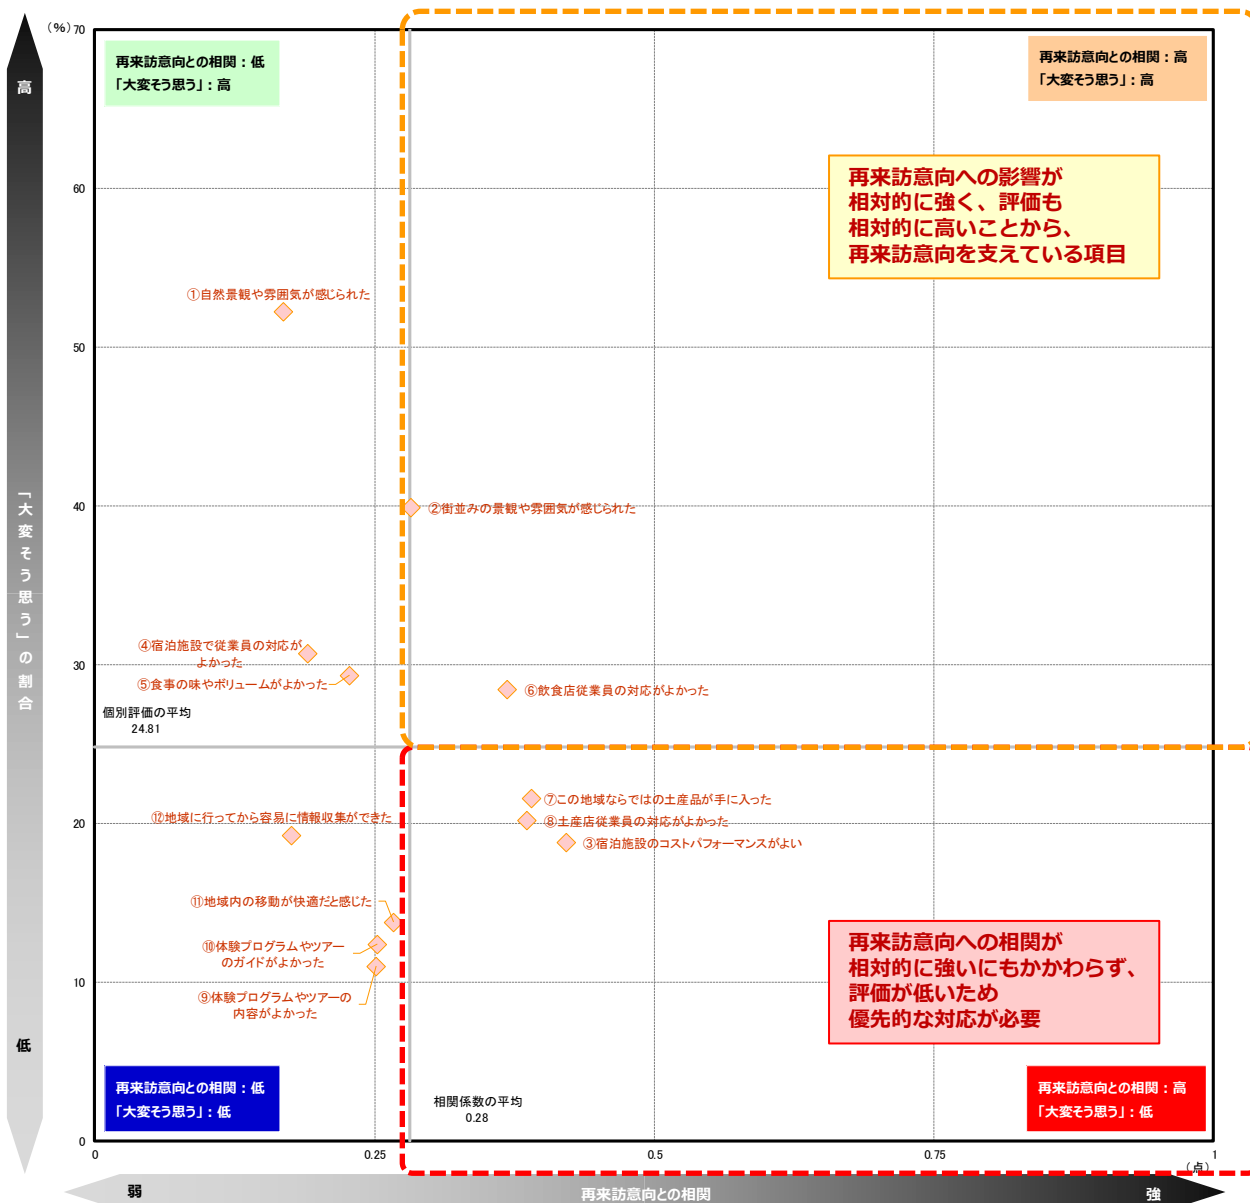 (%)
70
60
50
40
30
20
10
0
高
「大変そう思う」の割合
低
再来訪意向との相関：低
「大変そう思う」：高
再来訪意向との相関：高
「大変そう思う」：高
再来訪意向への影響が
相対的に強く、評価も
相対的に高いことから、
再来訪意向を支えている項目
①自然景観や雰囲気が感じられた
②街並みの景観や雰囲気が感じられた
④宿泊施設で従業員の対応が
よかった
⑤食事の味やボリュームがよかった
⑥飲食店従業員の対応がよかった
個別評価の平均
24.81
⑦この地域ならではの土産品が手に入った
⑧土産店従業員の対応がよかった
③宿泊施設のコストパフォーマンスがよい
⑫地域に行ってから容易に情報収集ができた
⑪地域内の移動が快適だと感じた
⑩体験プログラムやツアー
のガイドがよかった
⑨体験プログラムやツアーの
内容がよかった
再来訪意向への相関が
相対的に強いにもかかわらず、
評価が低いため
優先的な対応が必要
再来訪意向との相関：低
「大変そう思う」：低
相関係数の平均
0.28
再来訪意向との相関：高
「大変そう思う」：低
0
0.25
0.5
0.75
1
(点)
弱
再来訪意向との相関
強